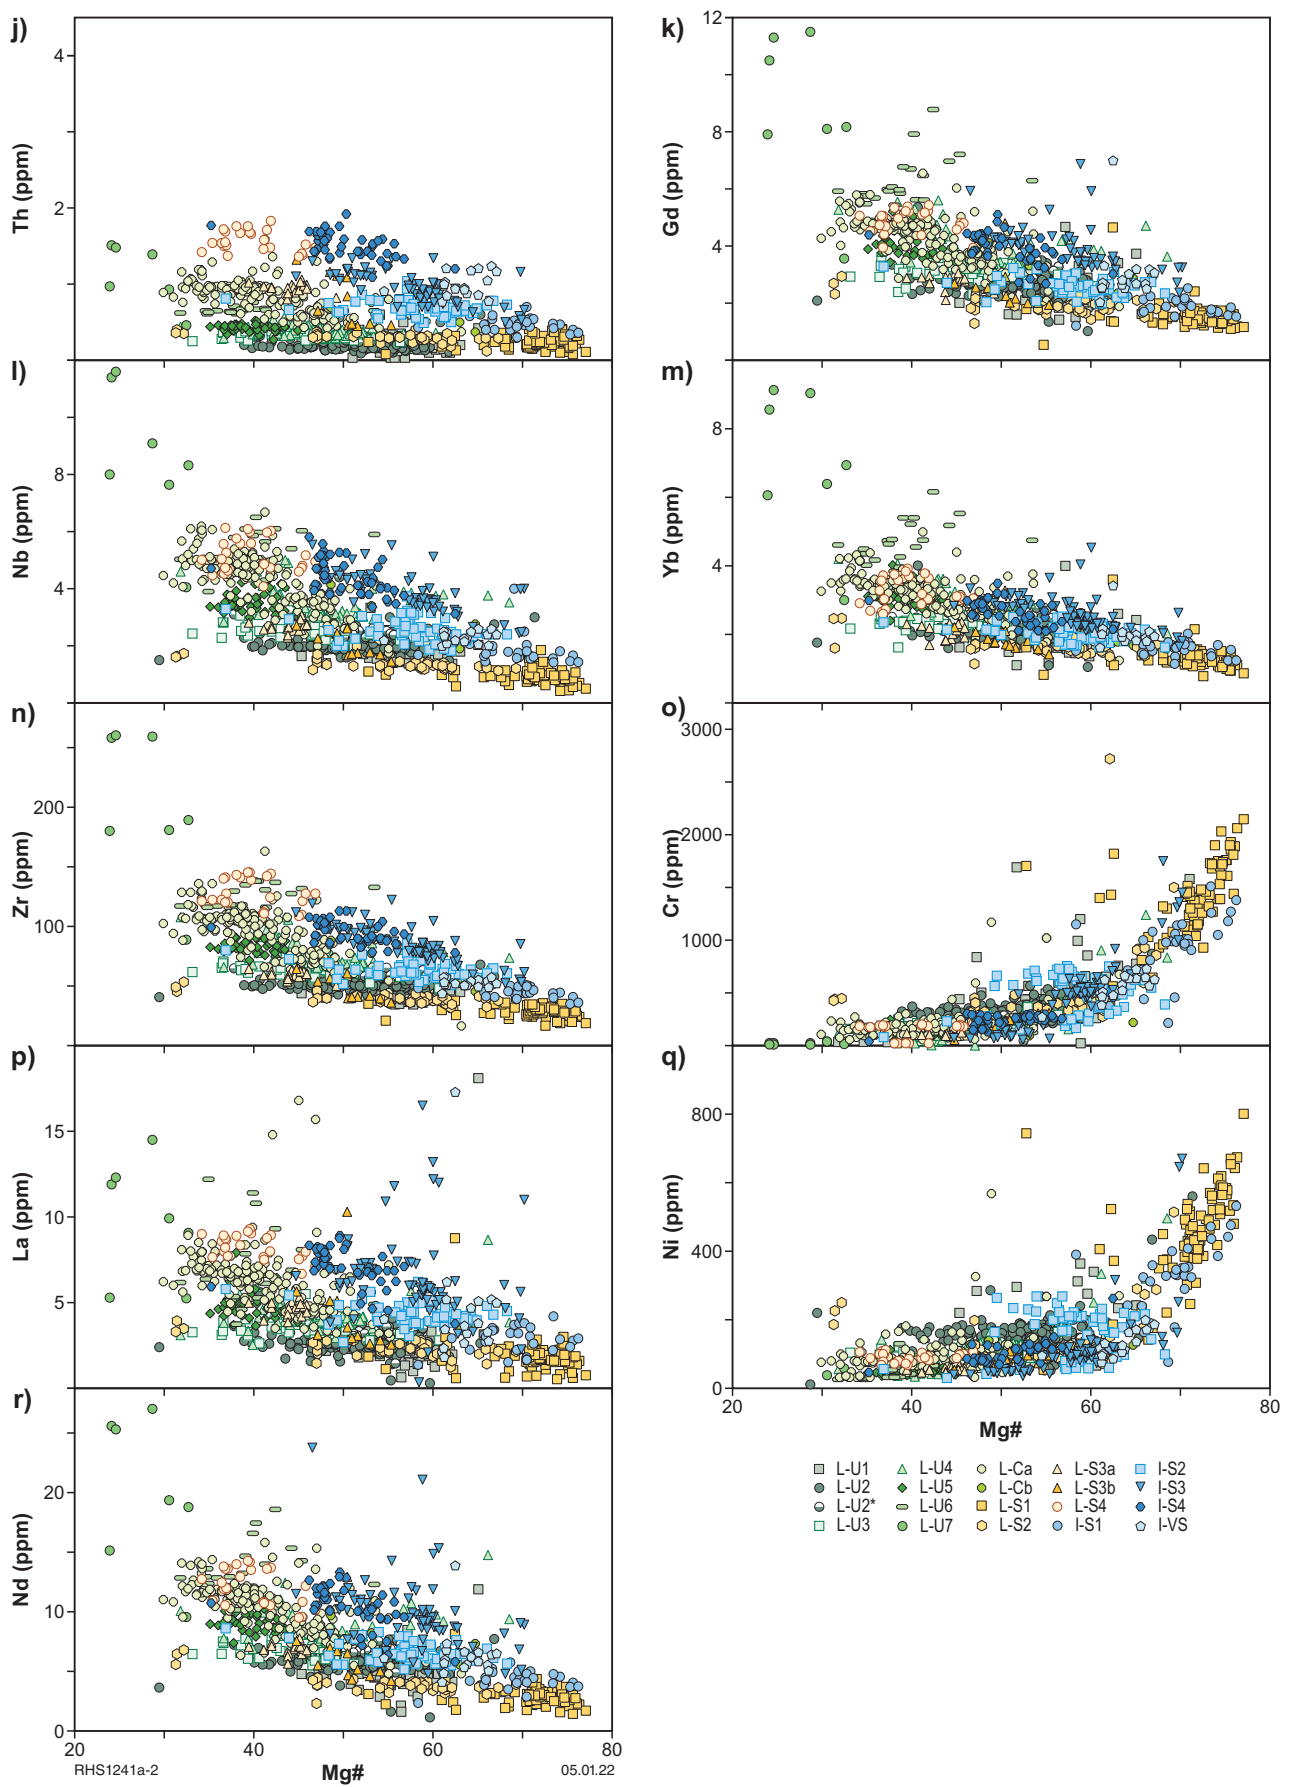 j)
4
2
Th (ppm)
k)
12
8
4
Gd (ppm)
l)
8
4
Nb (ppm)
m)
8
4
Yb (ppm)
n)
200
100
Zr (ppm)
o)
3000
2000
1000
Cr (ppm)
p)
15
10
5
La (ppm)
q)
800
400
0
Ni (ppm)
20 40 60 80
Mg#
r)
20
10
0
Nd (ppm)
20 40 60 80
Mg#
L-U1 L-U4 L-Ca L-S3a I-S2
L-U2 L-U5 L-Cb L-S3b I-S3
L-U2* L-U6 L-S1 L-S4 I-S4
L-U3 L-U7 L-S2 I-S1 I-VS
RHS1241a-2
05.01.22